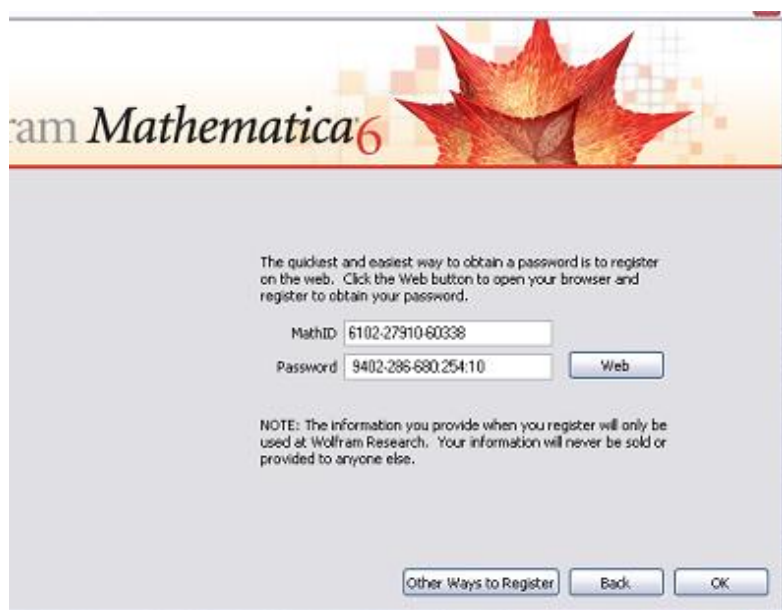 ram Mathematica 6
The quickest and easiest way to obtain a password is to register
on the web. Click the Web button to open your browser and
register to obtain your password.
MathID 6102-27910-60338
Password 9402-286-680:254:10 Web
NOTE: The information you provide when you register will only be
used at Wolfram Research. Your information will never be sold or
provided to anyone else.
Other Ways to Register Back OK